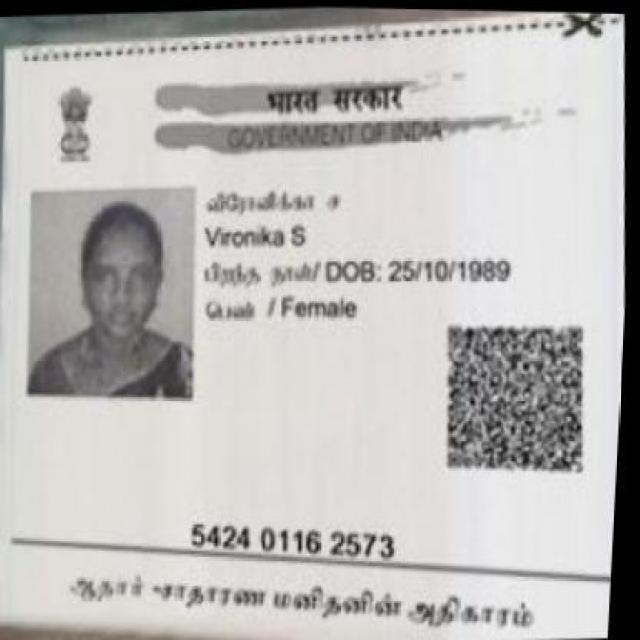 भारत सरकार
GOVERNMENT OF INDIA
Vironika S
பிறந்த நாள்/ DOB: 25/10/1989
பெண் / Female
5424 0116 2573
ஆதார் சாதாரண மனிதனின் அதிகாரம்